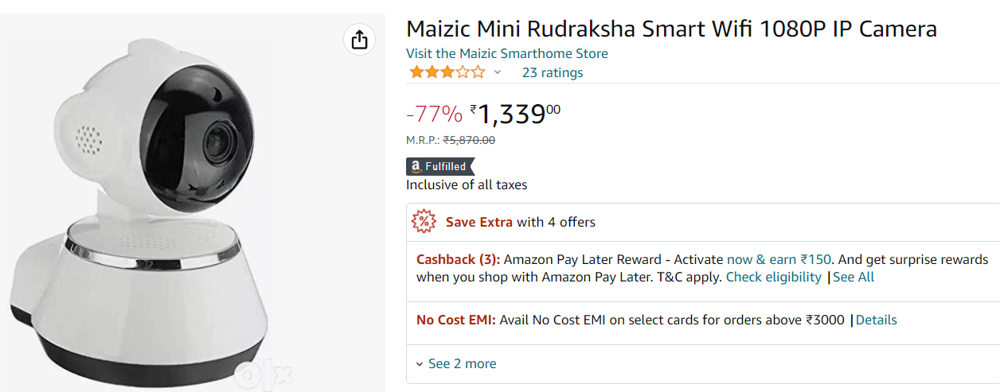 Maizic Mini Rudraksha Smart Wifi 1080P IP Camera
Visit the Maizic Smarthome Store
23 ratings
-77% ₹1,33900
M.R.P.: ₹5,870.00
a Fulfilled
Inclusive of all taxes
% Save Extra with 4 offers
Cashback (3): Amazon Pay Later Reward - Activate now & earn ₹150. And get surprise rewards
when you shop with Amazon Pay Later. T&C apply. Check eligibility | See All
No Cost EMI: Avail No Cost EMI on select cards for orders above ₹3000 | Details
See 2 more
olx